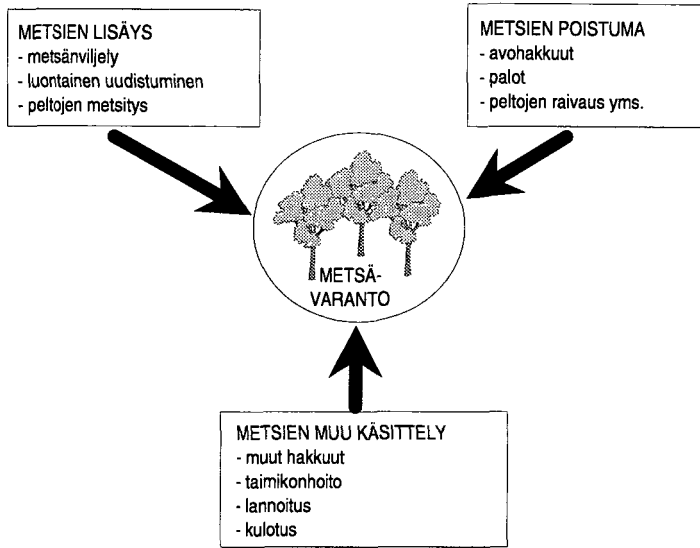 METSIEN LISÄYS
- metsänviljely
- luontainen uudistuminen
- peltojen metsitys
METSIEN POISTUMA
- avohakkuut
- palot
- peltojen raivaus yms.
METSÄ-
VARANTO
METSIEN MUU KÄSITTELY
- muut hakkuut
- taimikonhoito
- lannoitus
- kulotus